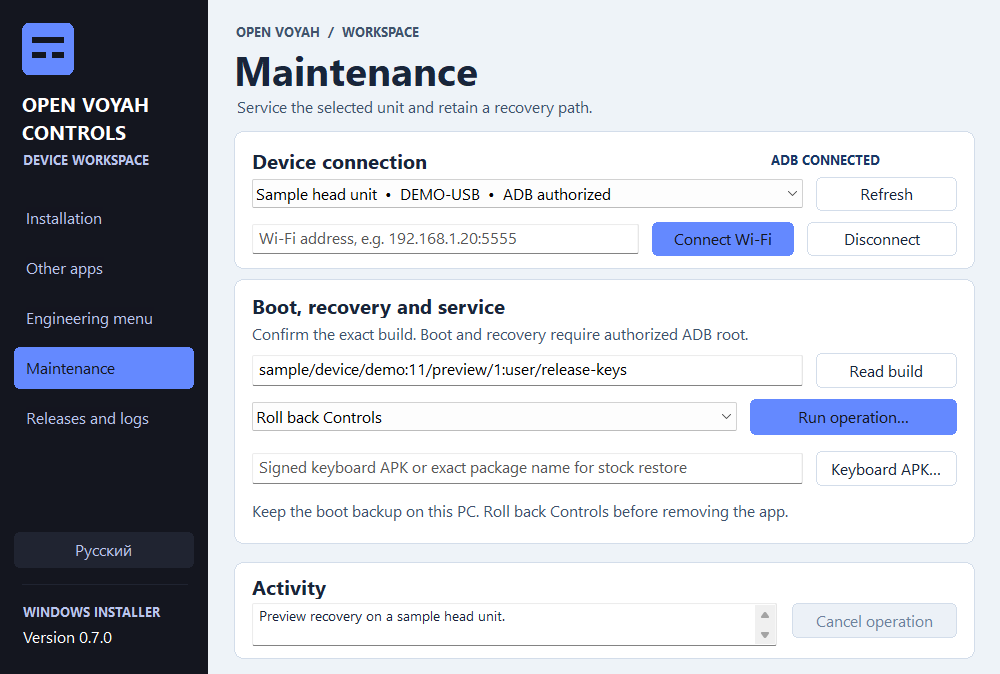 OPEN VOYAH
CONTROLS
DEVICE WORKSPACE
Installation
Other apps
Engineering menu
Maintenance
Releases and logs
Русский
WINDOWS INSTALLER
Version 0.7.0
OPEN VOYAH / WORKSPACE
Maintenance
Service the selected unit and retain a recovery path.
Device connection
ADB CONNECTED
Sample head unit • DEMO-USB • ADB authorized
Refresh
Wi-Fi address, e.g. 192.168.1.20:5555
Connect Wi-Fi
Disconnect
Boot, recovery and service
Confirm the exact build. Boot and recovery require authorized ADB root.
sample/device/demo:11/preview/1:user/release-keys
Read build
Roll back Controls
Run operation...
Signed keyboard APK or exact package name for stock restore
Keyboard APK...
Keep the boot backup on this PC. Roll back Controls before removing the app.
Activity
Preview recovery on a sample head unit.
Cancel operation